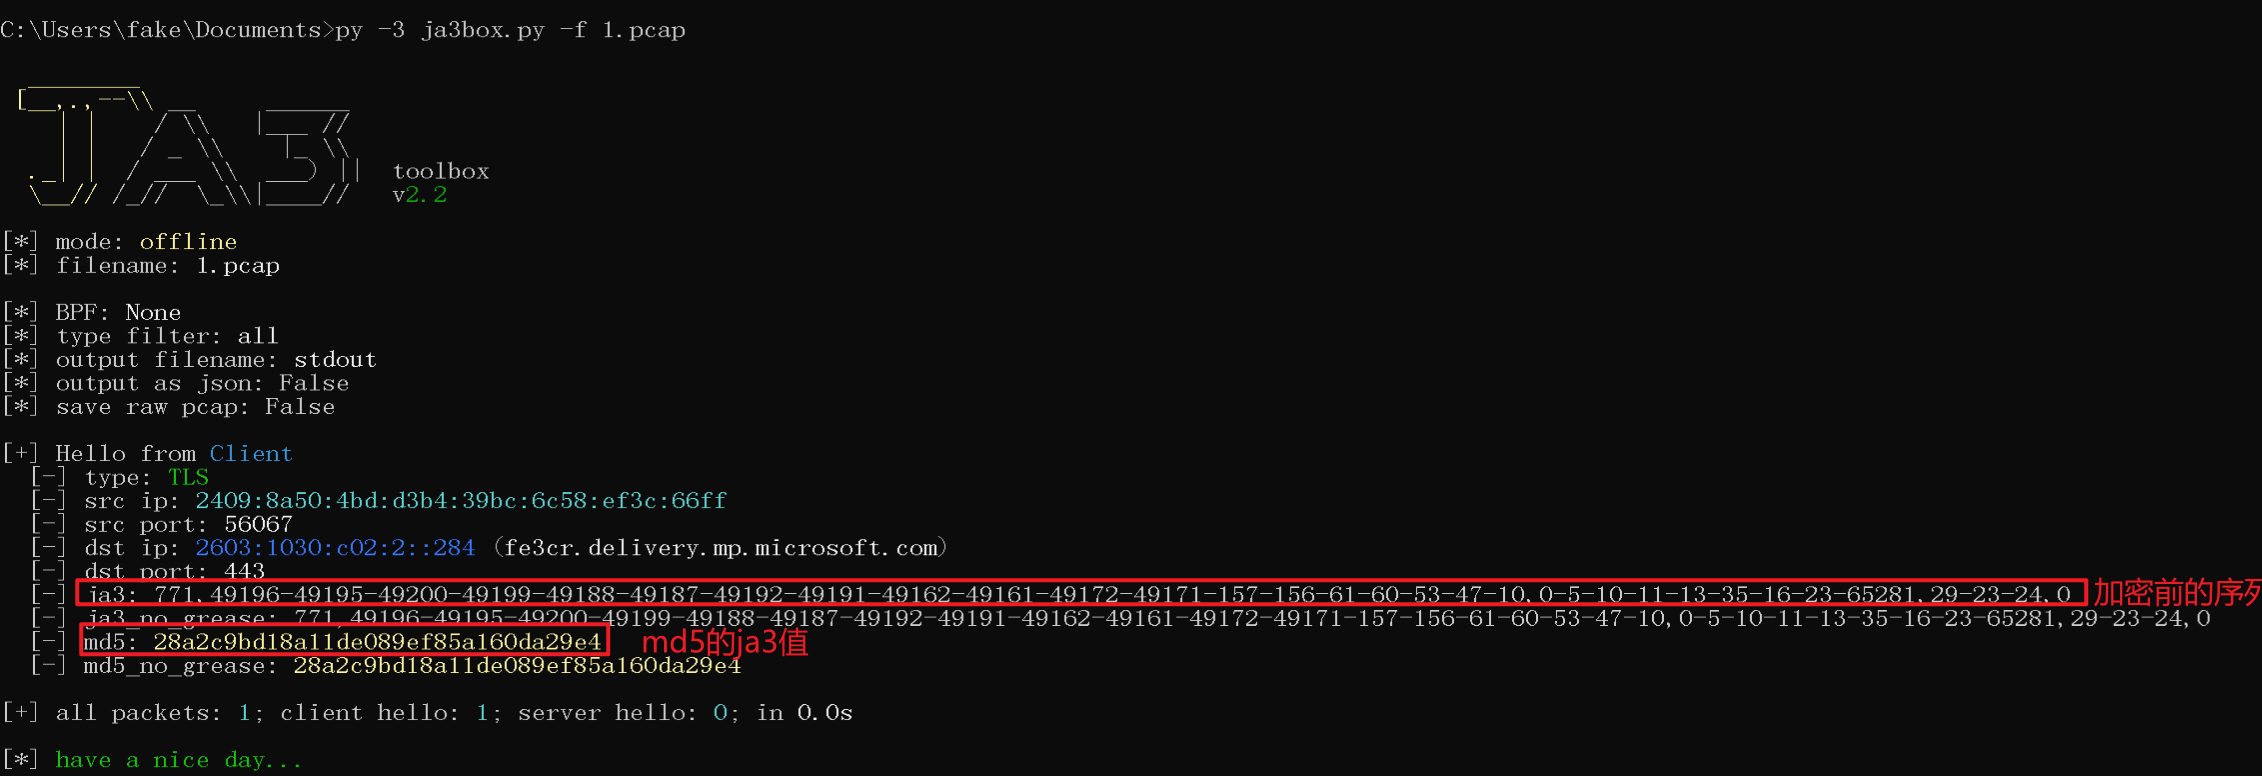 C:\Users\fake\Documents>py -3 ja3box.py -f 1.pcap
toolbox
v2.2
[*] mode: offline
[*] filename: 1.pcap
[*] BPF: None
[*] type filter: all
[*] output filename: stdout
[*] output as json: False
[*] save raw pcap: False
[+] Hello from Client
[-] type: TLS
[-] src ip: 2409:8a50:4bd:d3b4:39bc:6c58:ef3c:66ff
[-] src port: 56067
[-] dst ip: 2603:1030:c02:2::284 (fe3cr.delivery.mp.microsoft.com)
[-] dst port: 443
[-] ja3: 771,49196-49195-49200-49199-49188-49187-49192-49191-49162-49161-49172-49171-157-156-61-60-53-47-10,0-5-10-11-13-35-16-23-65281,29-23-24,0 加密前的序列
[-] ja3_no_grease: 771,49196-49195-49200-49199-49188-49187-49192-49191-49162-49161-49172-49171-157-156-61-60-53-47-10,0-5-10-11-13-35-16-23-65281,29-23-24,0
[-] md5: 28a2c9bd18a11de089ef85a160da29e4 md5的ja3值
[-] md5_no_grease: 28a2c9bd18a11de089ef85a160da29e4
[+] all packets: 1; client hello: 1; server hello: 0; in 0.0s
[*] have a nice day...